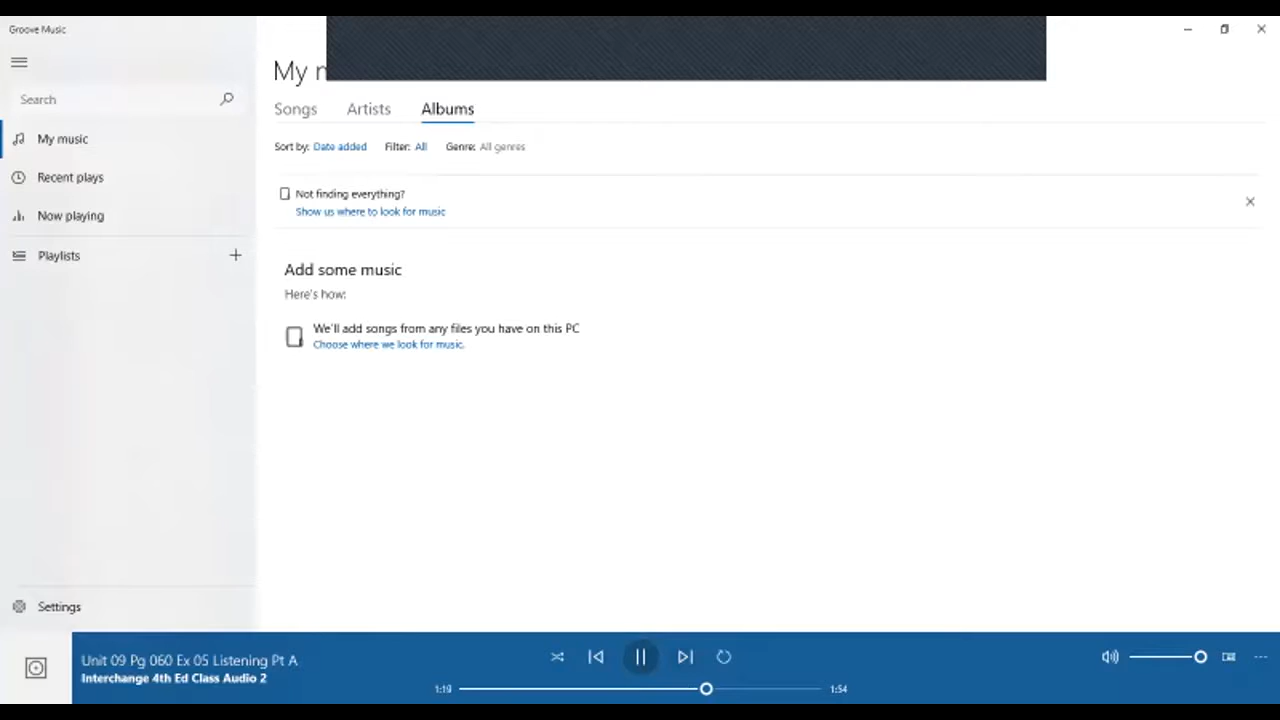 Groove Music
Search
My music
Recent plays
Now playing
Playlists
Settings
My
Songs Artists Albums
Sort by: Date added Filter: All Genre: All genres
Not finding everything?
Show us where to look for music
Add some music
Here's how:
We'll add songs from any files you have on this PC
Choose where we look for music.
Unit 09 Pg 060 Ex 05 Listening Pt A
Interchange 4th Ed Class Audio 2
1:19 1:54